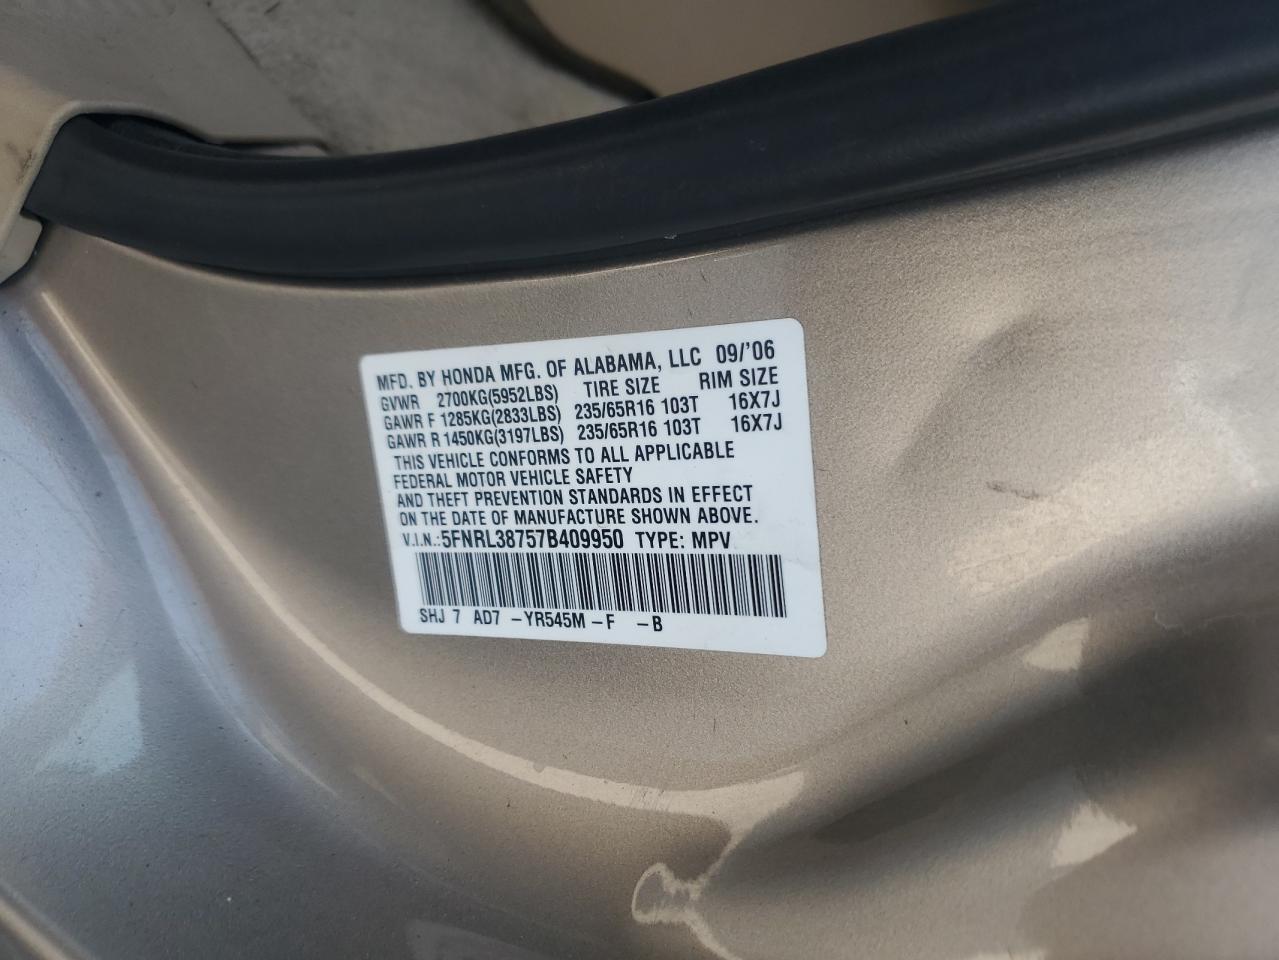 MFD. BY HONDA MFG. OF ALABAMA, LLC 09/'06
GVWR 2700KG(5952LBS) TIRE SIZE RIM SIZE
GAWR F 1285KG(2833LBS) 235/65R16 103T 16X7J
GAWR R 1450KG(3197LBS) 235/65R16 103T 16X7J
THIS VEHICLE CONFORMS TO ALL APPLICABLE
FEDERAL MOTOR VEHICLE SAFETY
AND THEFT PREVENTION STANDARDS IN EFFECT
ON THE DATE OF MANUFACTURE SHOWN ABOVE.
V.I.N.:5FNRL38757B409950 TYPE: MPV
SHJ 7 AD7 -YR545M -F -B